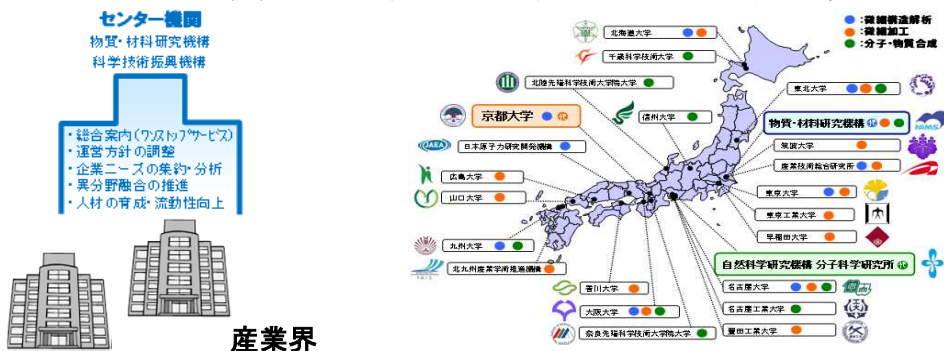 センター機関
物質・材料研究機構
科学技術振興機構
・総合案内(ワンストップサービス)
・運営方針の調整
・企業ニーズの集約・分析
・異分野融合の推進
・人材の育成・流動性向上
産業界
:微細構造解析
:微細加工
:分子・物質合成
北海道大学
千歳科学技術大学
北陸先端科学技術大学院大学
東北大学
京都大学 代
信州大学
物質・材料研究機構 代
NIMS
JAEA
日本原子力研究開発機構
筑波大学
広島大学
産業技術総合研究所
山口大学
東京大学
東京工業大学
九州大学
早稲田大学
北九州産業学術推進機構
自然科学研究機構 分子科学研究所 代
香川大学
名古屋大学
大阪大学
名古屋工業大学
奈良先端科学技術大学院大学
豊田工業大学